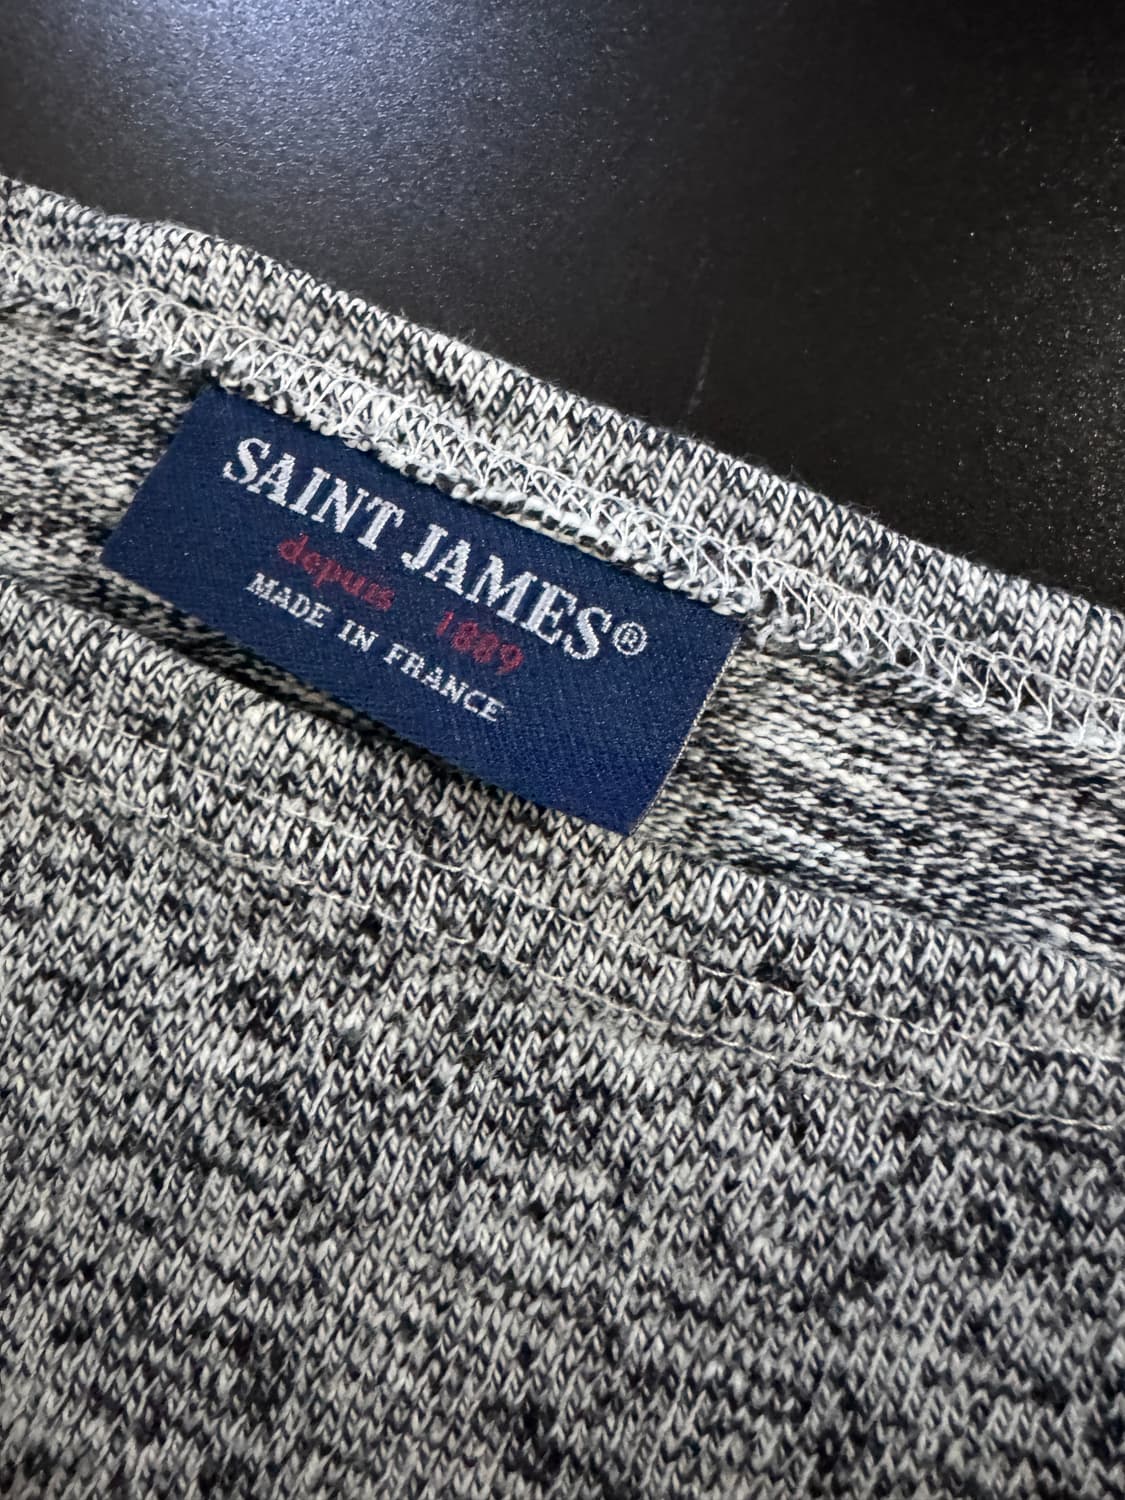 SAINT JAMES®
depuis 1889
MADE IN FRANCE